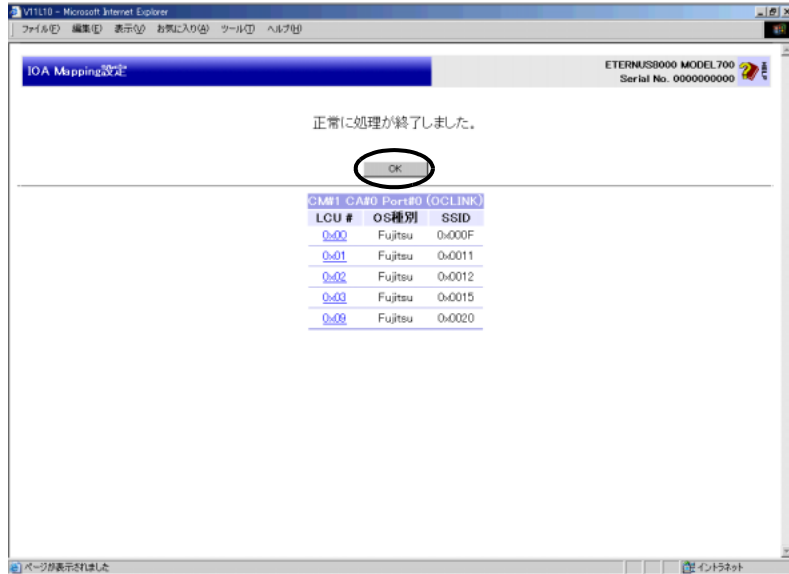 V11L10 - Microsoft Internet Explorer
ファイル(F) 編集(E) 表示(V) お気に入り(A) ツール(T) ヘルプ(H)
IOA Mapping設定
ETERNUS8000 MODEL700
Serial No. 0000000000
HELP
正常に処理が終了しました。
OK
CM#1 CA#0 Port#0 (OCLINK)
LCU # OS種別 SSID
0x00 Fujitsu 0x000F
0x01 Fujitsu 0x0011
0x02 Fujitsu 0x0012
0x03 Fujitsu 0x0015
0x09 Fujitsu 0x0020
ページが表示されました イントラネット